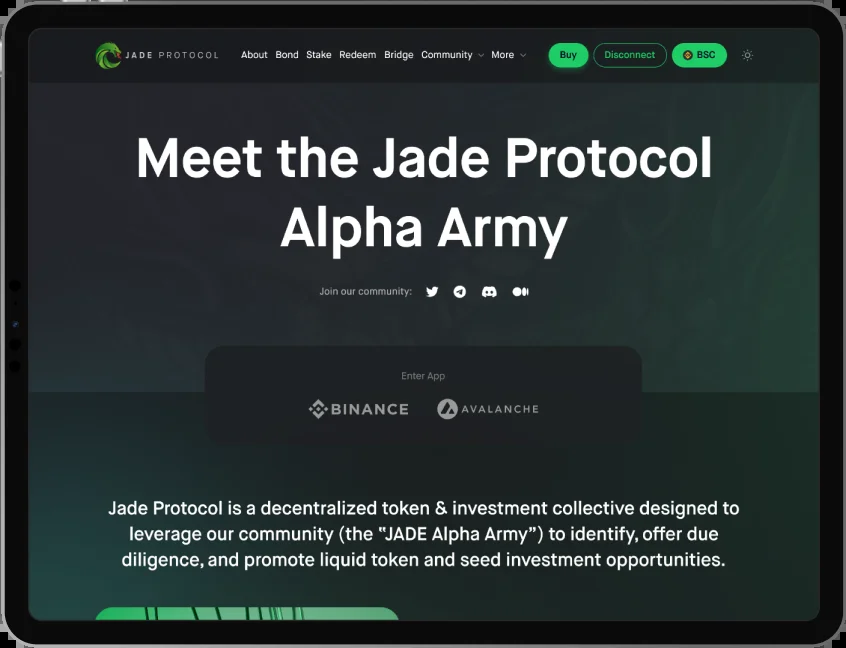 JADE PROTOCOL About Bond Stake Redeem Bridge Community More Buy Disconnect BSC
Meet the Jade Protocol
Alpha Army
Join our community:
Enter App
BINANCE AVALANCHE
Jade Protocol is a decentralized token & investment collective designed to
leverage our community (the “JADE Alpha Army”) to identify, offer due
diligence, and promote liquid token and seed investment opportunities.